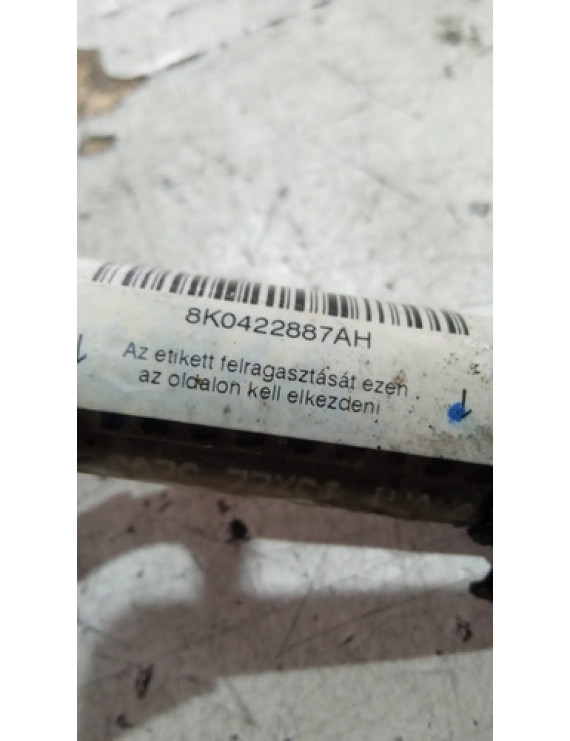 8K0422887AH
Az etikett felragasztását ezen
az oldalon kell elkezdeni